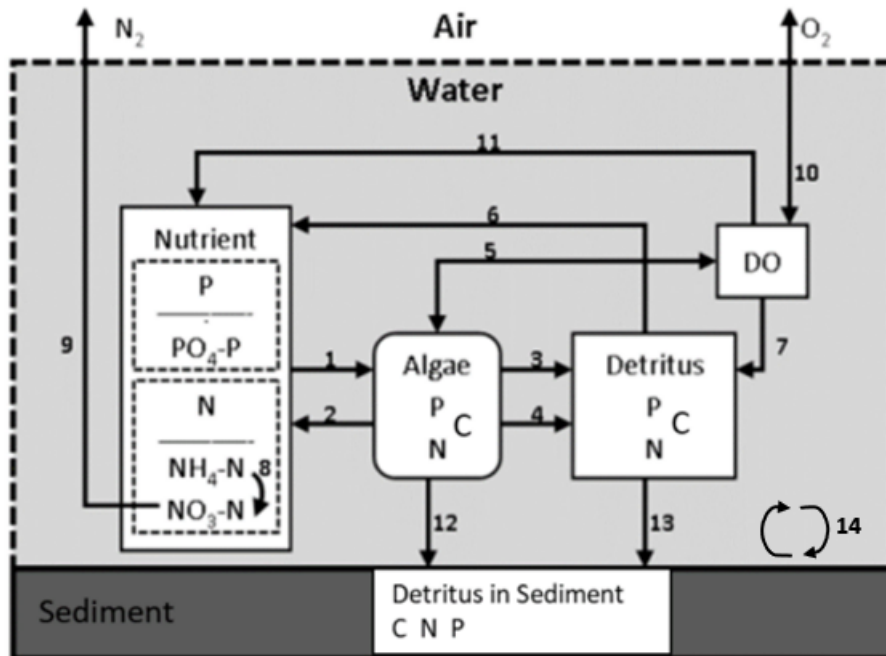 N₂
Air
O₂
Water
11
10
6
Nutrient
5
DO
P
PO₄-P
9
1
Algae
3
Detritus
7
N
2
P
C
4
P
C
N
N
NH₄-N
8
NO₃-N
12
13
14
Sediment
Detritus in Sediment
C N P